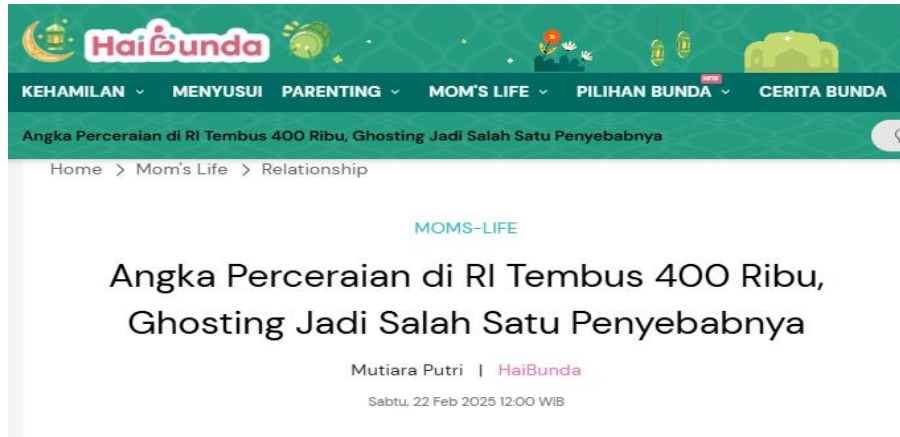 HaiBunda
KEHAMILAN MENYUSUI PARENTING MOM'S LIFE PILIHAN BUNDA NEW CERITA BUNDA
Angka Perceraian di RI Tembus 400 Ribu, Ghosting Jadi Salah Satu Penyebabnya
Home > Mom's Life > Relationship
MOMS-LIFE
Angka Perceraian di RI Tembus 400 Ribu,
Ghosting Jadi Salah Satu Penyebabnya
Mutiara Putri | HaiBunda
Sabtu, 22 Feb 2025 12:00 WIB